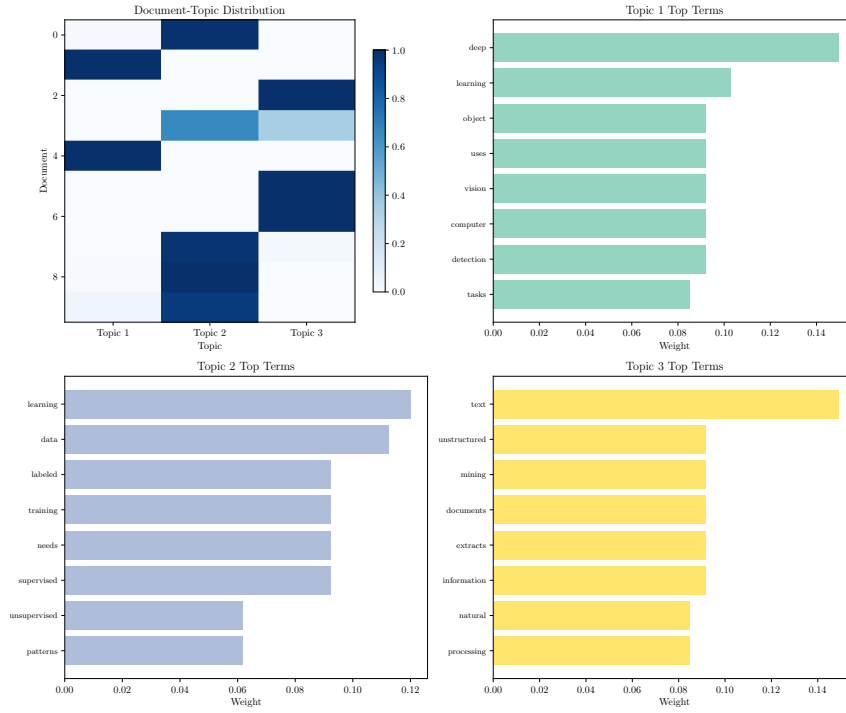 Document-Topic Distribution
0
2
4
6
8
Document
Topic 1
Topic 2
Topic 3
Topic
1.0
0.8
0.6
0.4
0.2
0.0
Topic 1 Top Terms
deep
learning
object
uses
vision
computer
detection
tasks
0.00 0.02 0.04 0.06 0.08 0.10 0.12 0.14
Weight
Topic 2 Top Terms
learning
data
labeled
training
needs
supervised
unsupervised
patterns
0.00 0.02 0.04 0.06 0.08 0.10 0.12
Weight
Topic 3 Top Terms
text
unstructured
mining
documents
extracts
information
natural
processing
0.00 0.02 0.04 0.06 0.08 0.10 0.12 0.14
Weight